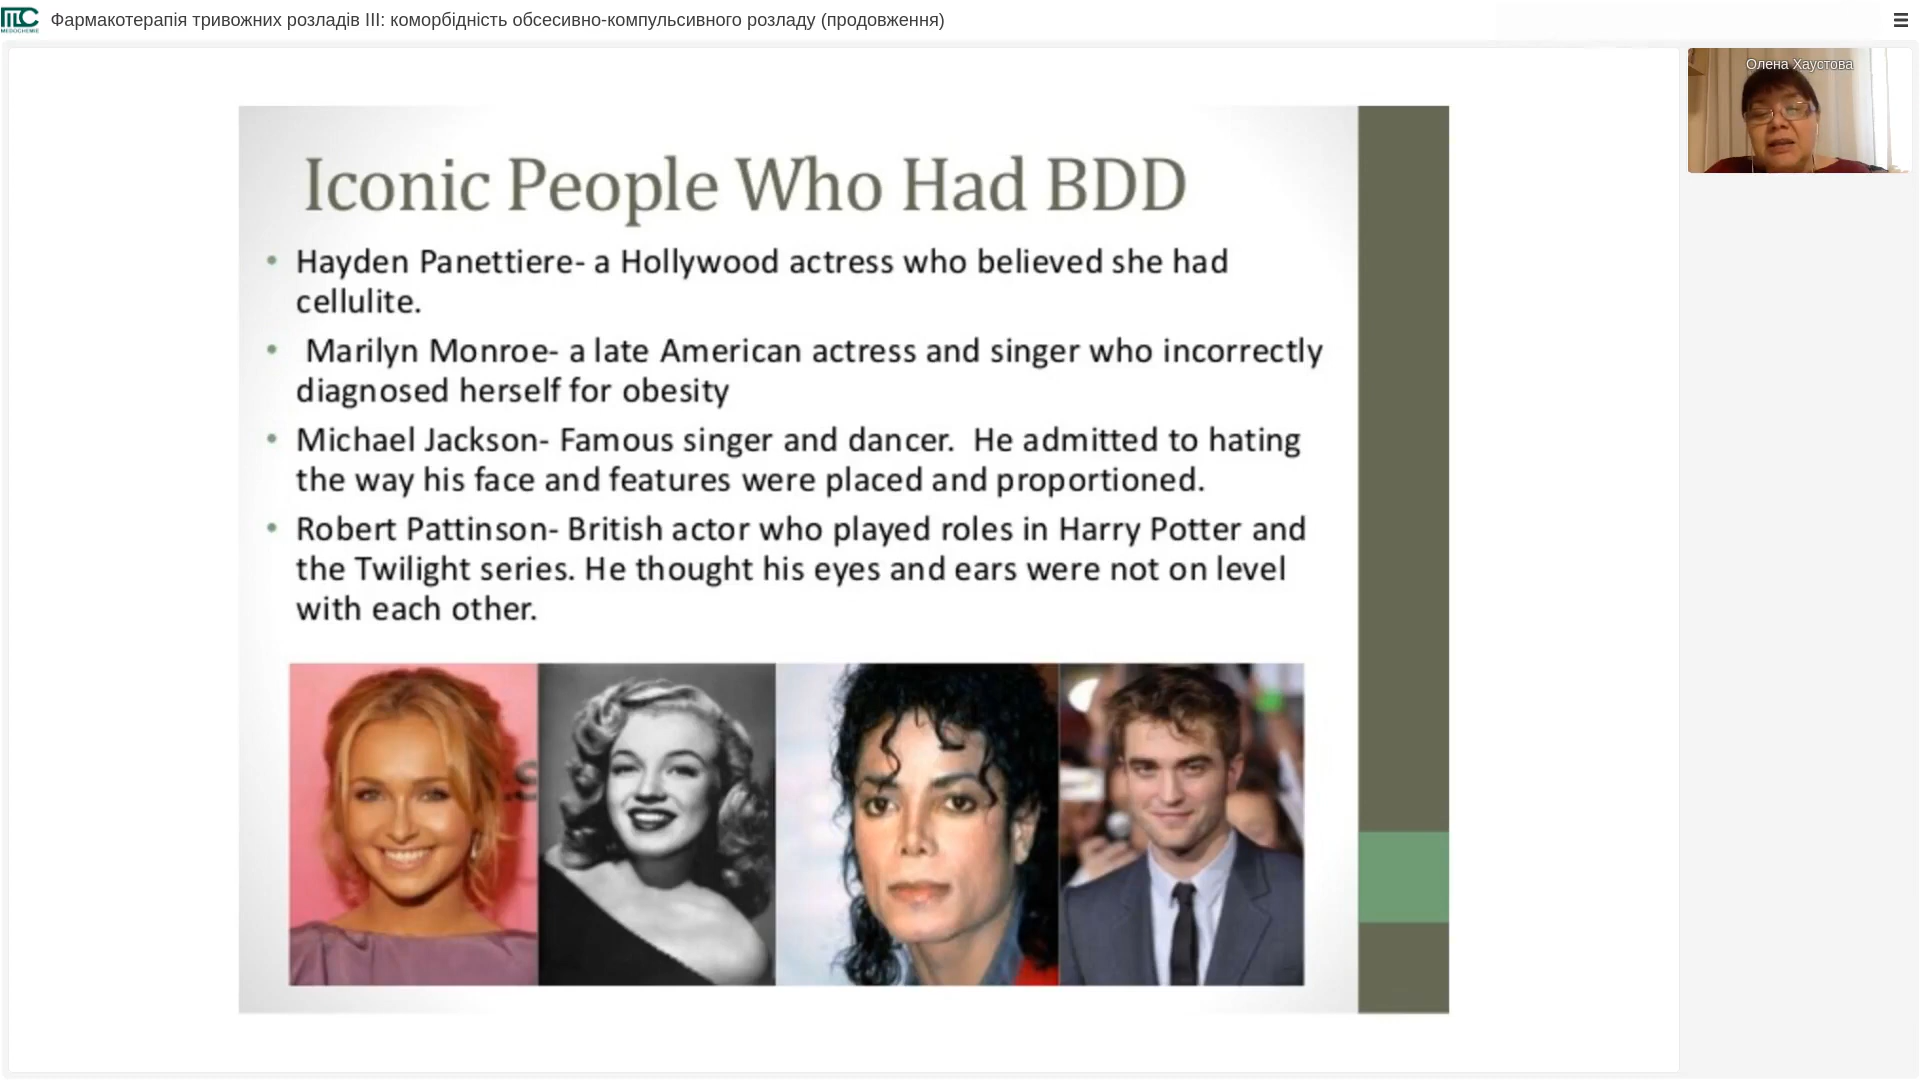 Фармакотерапія тривожних розладів III: коморбідність обсесивно-компульсивного розладу (продовження)
MEDOCHEMIE
Олена Хаустова
Iconic People Who Had BDD
• Hayden Panettiere- a Hollywood actress who believed she had
cellulite.
• Marilyn Monroe- a late American actress and singer who incorrectly
diagnosed herself for obesity
• Michael Jackson- Famous singer and dancer. He admitted to hating
the way his face and features were placed and proportioned.
• Robert Pattinson- British actor who played roles in Harry Potter and
the Twilight series. He thought his eyes and ears were not on level
with each other.